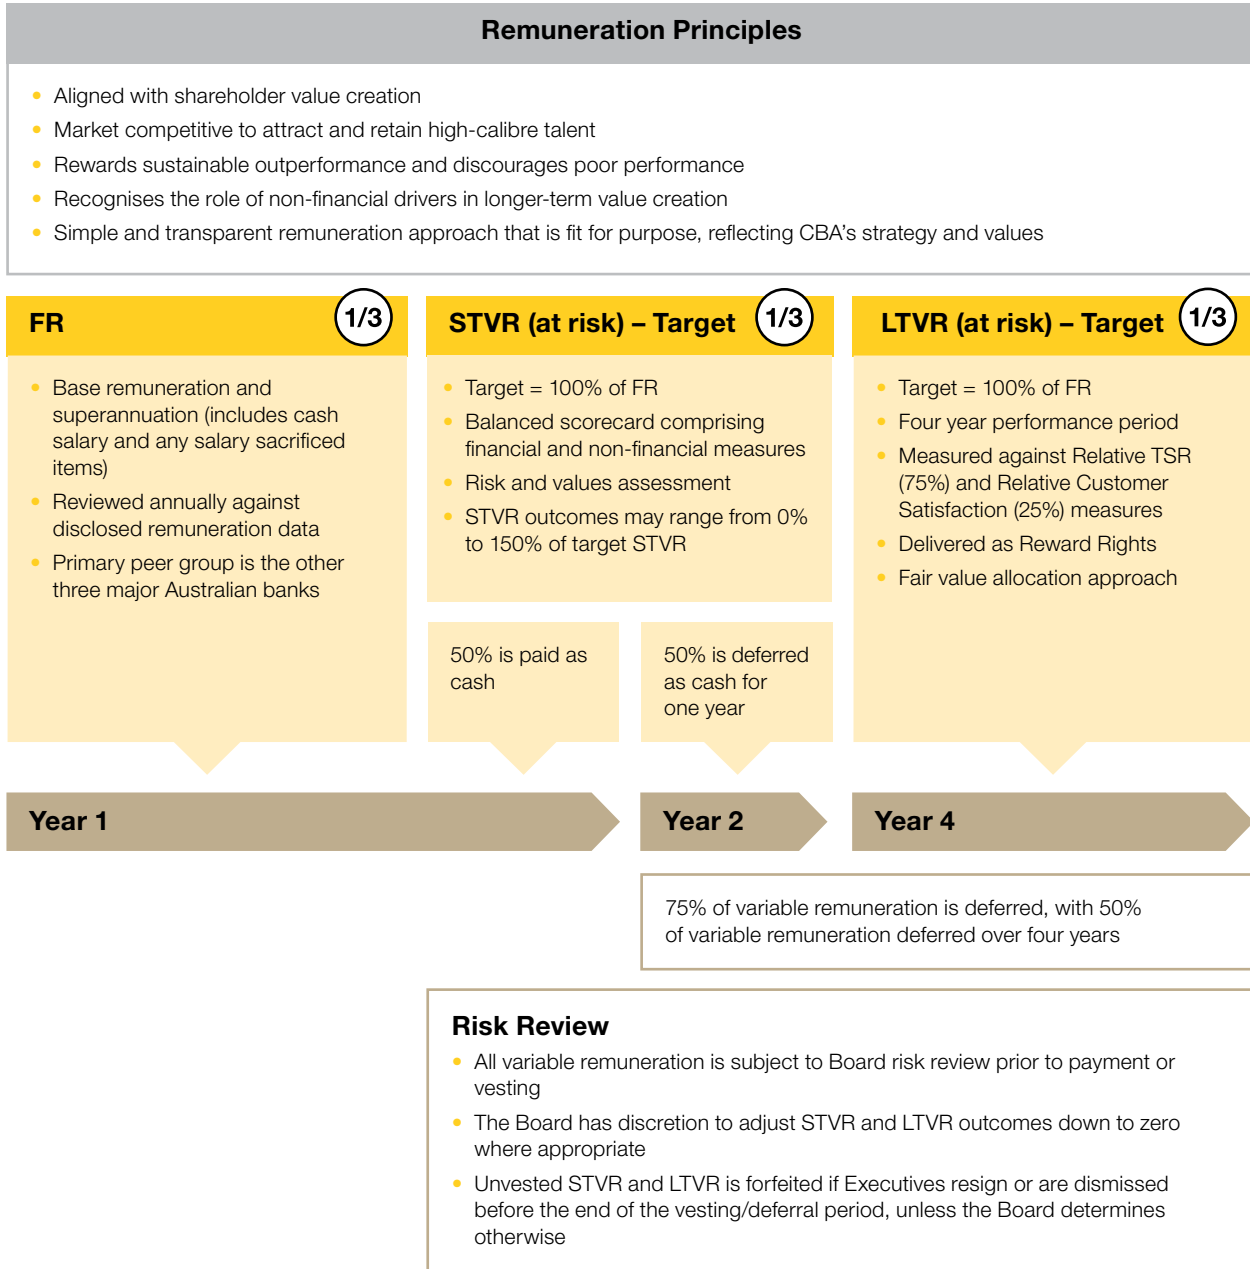 Remuneration Principles
• Aligned with shareholder value creation
• Market competitive to attract and retain high-calibre talent
• Rewards sustainable outperformance and discourages poor performance
• Recognises the role of non-financial drivers in longer-term value creation
• Simple and transparent remuneration approach that is fit for purpose, reflecting CBA's strategy and values
FR
1/3
• Base remuneration and
superannuation (includes cash
salary and any salary sacrificed
items)
• Reviewed annually against
disclosed remuneration data
• Primary peer group is the other
three major Australian banks
STVR (at risk) – Target
1/3
• Target = 100% of FR
• Balanced scorecard comprising
financial and non-financial measures
• Risk and values assessment
• STVR outcomes may range from 0%
to 150% of target STVR
50% is paid as
cash
50% is deferred
as cash for
one year
LTVR (at risk) – Target
1/3
• Target = 100% of FR
• Four year performance period
• Measured against Relative TSR
(75%) and Relative Customer
Satisfaction (25%) measures
• Delivered as Reward Rights
• Fair value allocation approach
Year 1
Year 2
Year 4
75% of variable remuneration is deferred, with 50%
of variable remuneration deferred over four years
Risk Review
• All variable remuneration is subject to Board risk review prior to payment or
vesting
• The Board has discretion to adjust STVR and LTVR outcomes down to zero
where appropriate
• Unvested STVR and LTVR is forfeited if Executives resign or are dismissed
before the end of the vesting/deferral period, unless the Board determines
otherwise